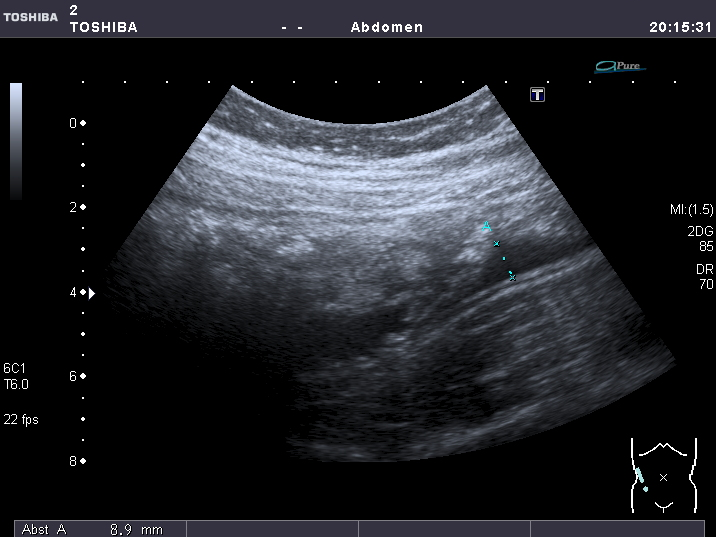 TOSHIBA
2
TOSHIBA
- -
Abdomen
20:15:31
Pure
T
0
2
4
6
8
A
MI:(1.5)
2DG
85
DR
70
6C1
T6.0
22 fps
Abst A 8.9 mm